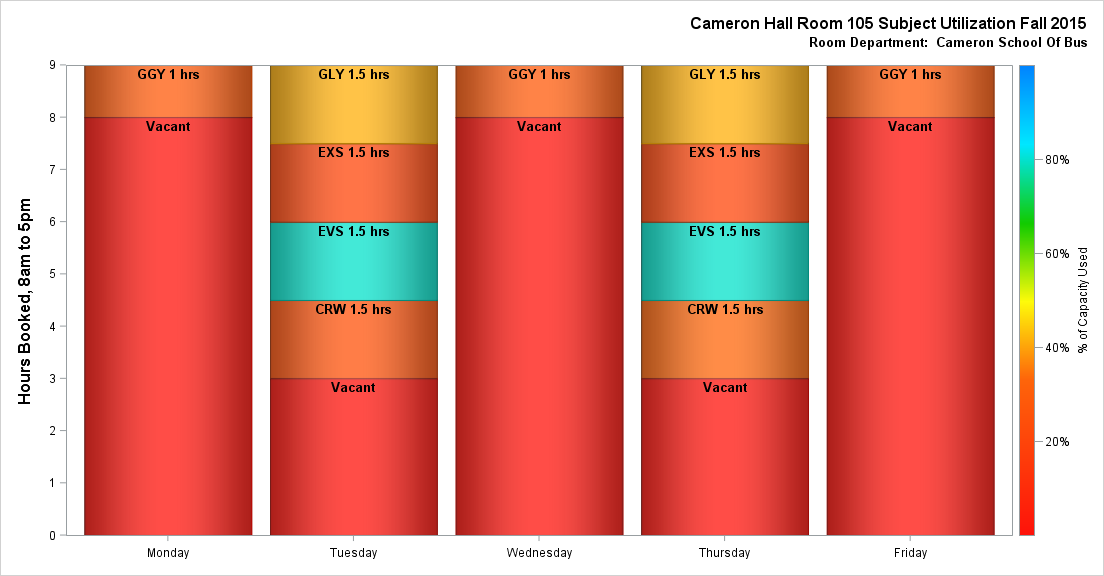 Cameron Hall Room 105 Subject Utilization Fall 2015
Room Department:  Cameron School Of Bus
Hours Booked, 8am to 5pm
9
8
7
6
5
4
3
2
1
0
GGY 1 hrs
Vacant
GLY 1.5 hrs
EXS 1.5 hrs
EVS 1.5 hrs
CRW 1.5 hrs
Vacant
GGY 1 hrs
Vacant
GLY 1.5 hrs
EXS 1.5 hrs
EVS 1.5 hrs
CRW 1.5 hrs
Vacant
GGY 1 hrs
Vacant
Monday
Tuesday
Wednesday
Thursday
Friday
80%
60%
40%
20%
% of Capacity Used